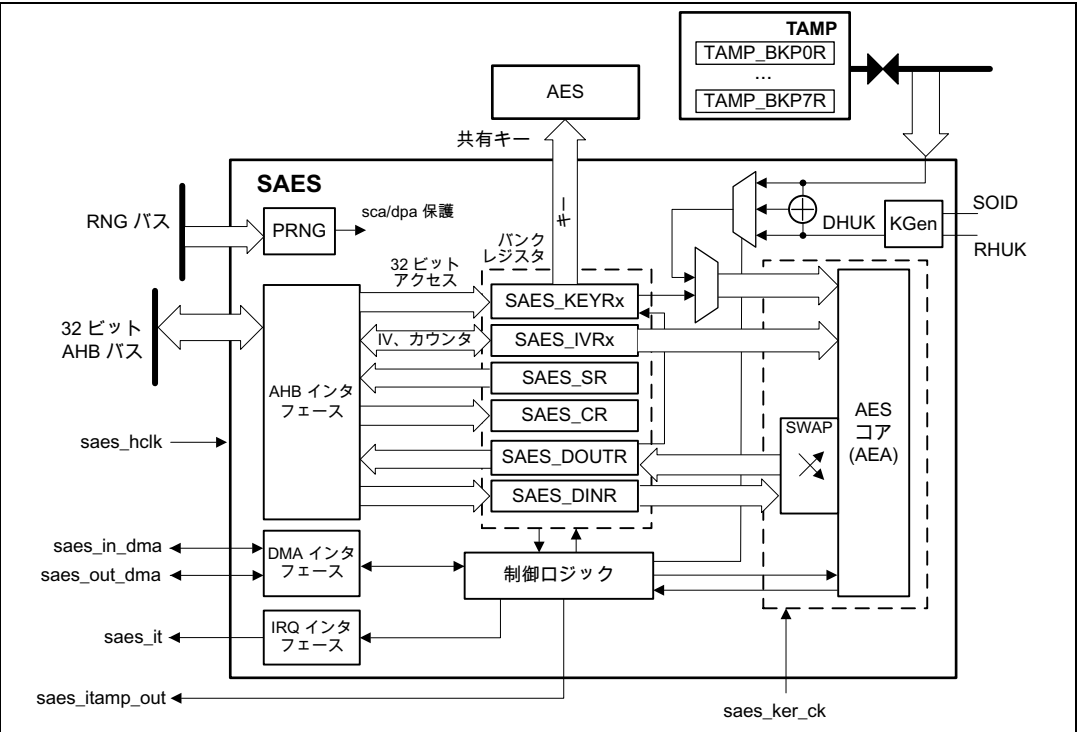 TAMP
TAMP_BKP0R
...
TAMP_BKP7R
AES
共有キー
SAES
RNG バス
PRNG
sca/dpa 保護
キー
バンク
レジスタ
DHUK
KGen
SOID
RHUK
32 ビット
アクセス
SAES_KEYRx
32 ビット
AHB バス
IV、カウンタ
SAES_IVRx
AHB インタ
フェース
SAES_SR
SAES_CR
AES
コア
(AEA)
SWAP
saes_hclk
SAES_DOUTR
SAES_DINR
saes_in_dma
saes_out_dma
DMA インタ
フェース
制御ロジック
saes_it
IRQ インタ
フェース
saes_itamp_out
saes_ker_ck